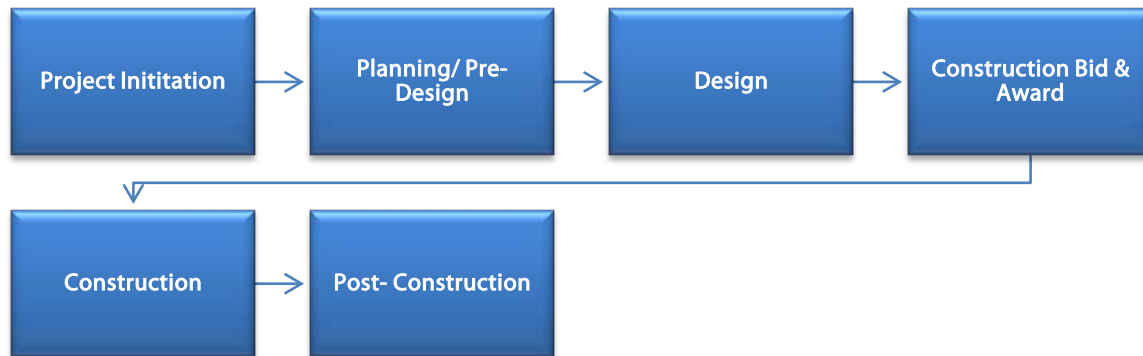 Project Inititation
Planning/ Pre-
Design
Design
Construction Bid &
Award
Construction
Post- Construction